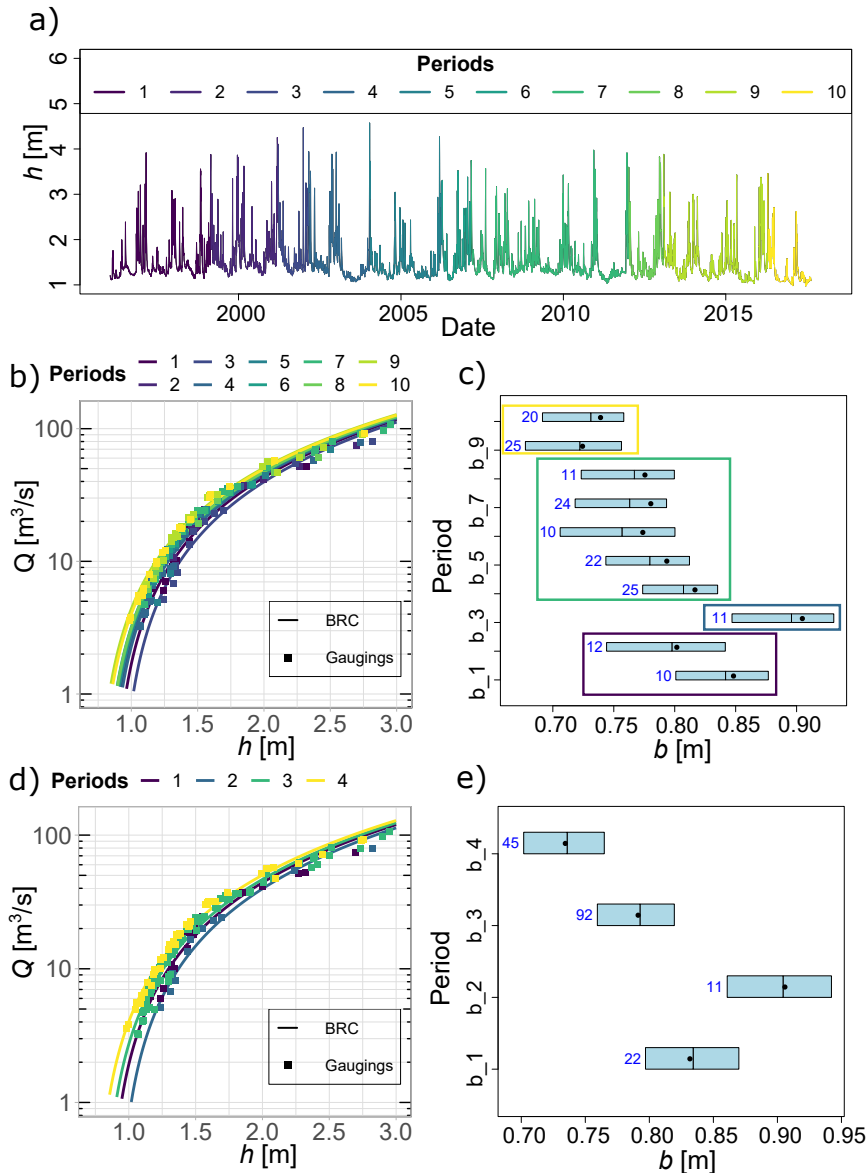 a)
Periods
1 2 3 4 5 6 7 8 9 10
h [m]
6
5
4
3
2
1
2000 2005 2010 2015
Date
b) Periods
1 3 5 7 9
2 4 6 8 10
Q [m³/s]
100
10
1
BRC
Gaugings
1.0 1.5 2.0 2.5 3.0
h [m]
c)
Period
b_9
b_7
b_5
b_3
b_1
20
25
11
24
10
22
25
11
12
10
0.70 0.75 0.80 0.85 0.90
b [m]
d) Periods 1 2 3 4
Q [m³/s]
100
10
1
BRC
Gaugings
1.0 1.5 2.0 2.5 3.0
h [m]
e)
Period
b_4
b_3
b_2
b_1
45
92
11
22
0.70 0.75 0.80 0.85 0.90 0.95
b [m]